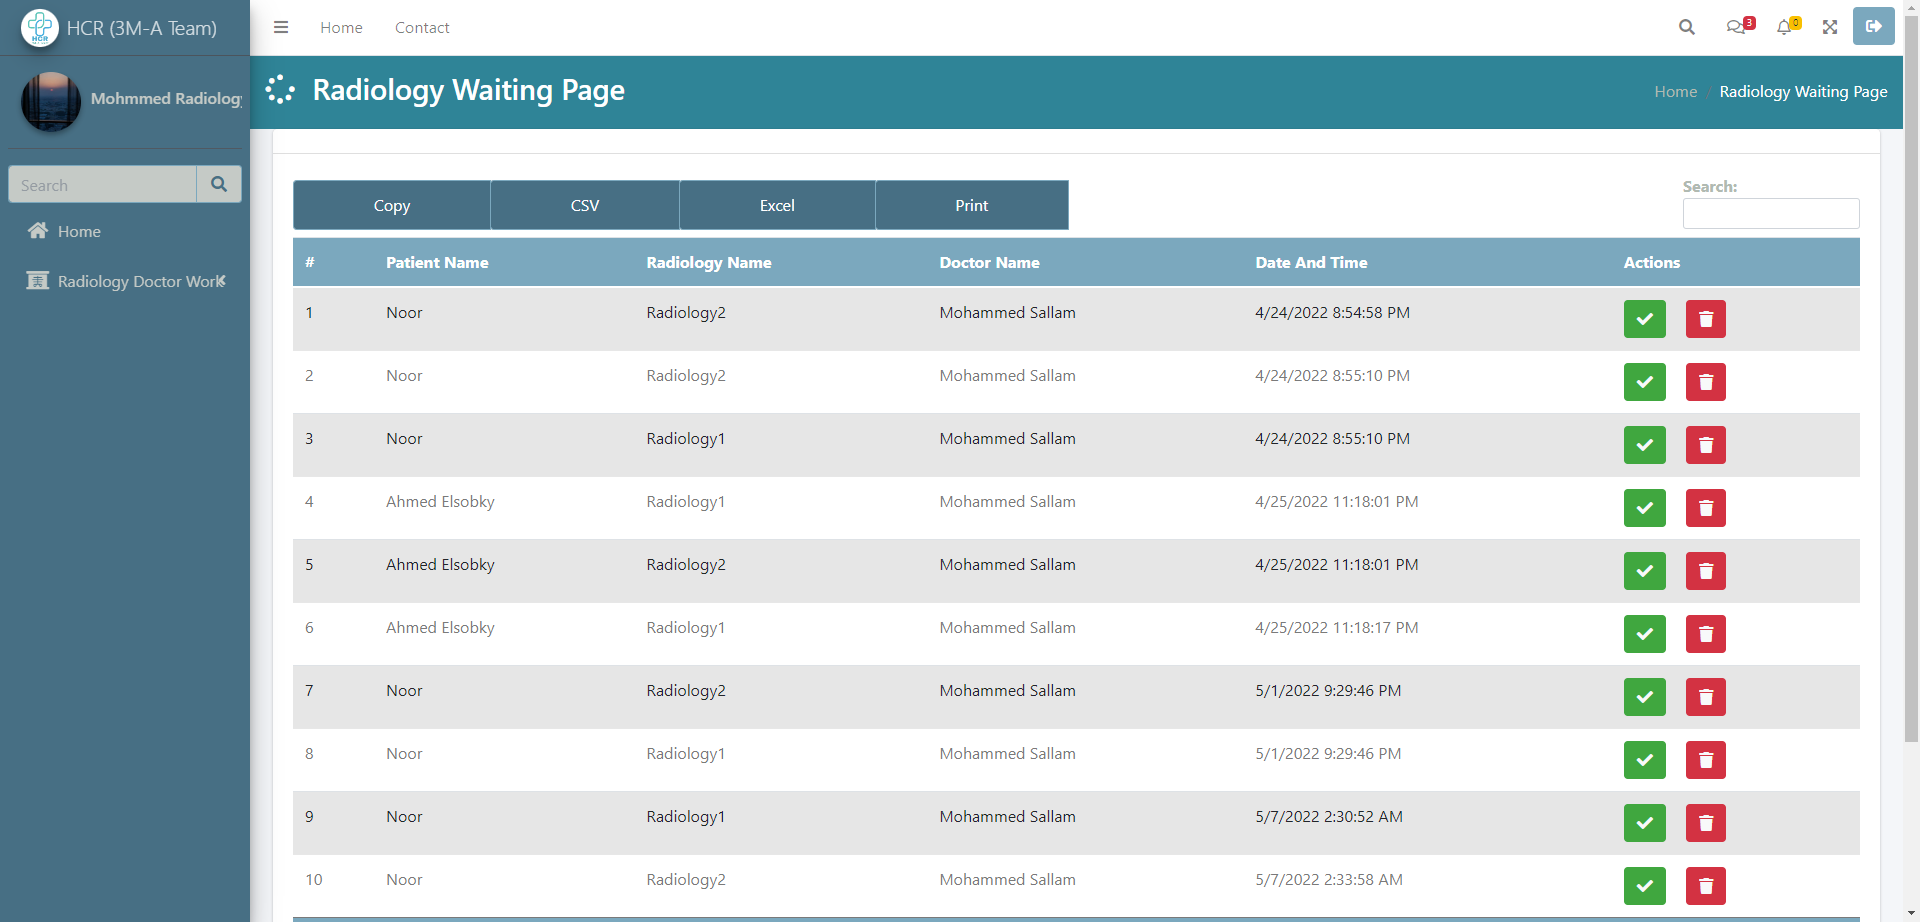 HCR (3M-A Team)
Home Contact
3
0
HCR
Mohmmed Radiology
Radiology Waiting Page
Home / Radiology Waiting Page
Search
Home
Radiology Doctor Work
Copy CSV Excel Print
Search:
# Patient Name Radiology Name Doctor Name Date And Time Actions
1 Noor Radiology2 Mohammed Sallam 4/24/2022 8:54:58 PM
2 Noor Radiology2 Mohammed Sallam 4/24/2022 8:55:10 PM
3 Noor Radiology1 Mohammed Sallam 4/24/2022 8:55:10 PM
4 Ahmed Elsobky Radiology1 Mohammed Sallam 4/25/2022 11:18:01 PM
5 Ahmed Elsobky Radiology2 Mohammed Sallam 4/25/2022 11:18:01 PM
6 Ahmed Elsobky Radiology1 Mohammed Sallam 4/25/2022 11:18:17 PM
7 Noor Radiology2 Mohammed Sallam 5/1/2022 9:29:46 PM
8 Noor Radiology1 Mohammed Sallam 5/1/2022 9:29:46 PM
9 Noor Radiology1 Mohammed Sallam 5/7/2022 2:30:52 AM
10 Noor Radiology2 Mohammed Sallam 5/7/2022 2:33:58 AM